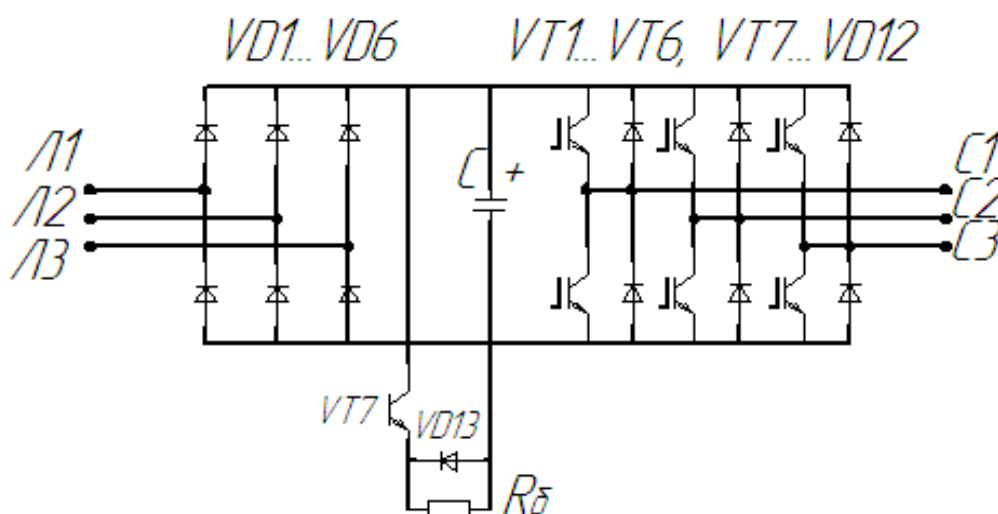 VD1...VD6
VT1...VT6, VT7...VD12
Л1
Л2
Л3
C +
C1
C2
C3
VT7
VD13
Rб